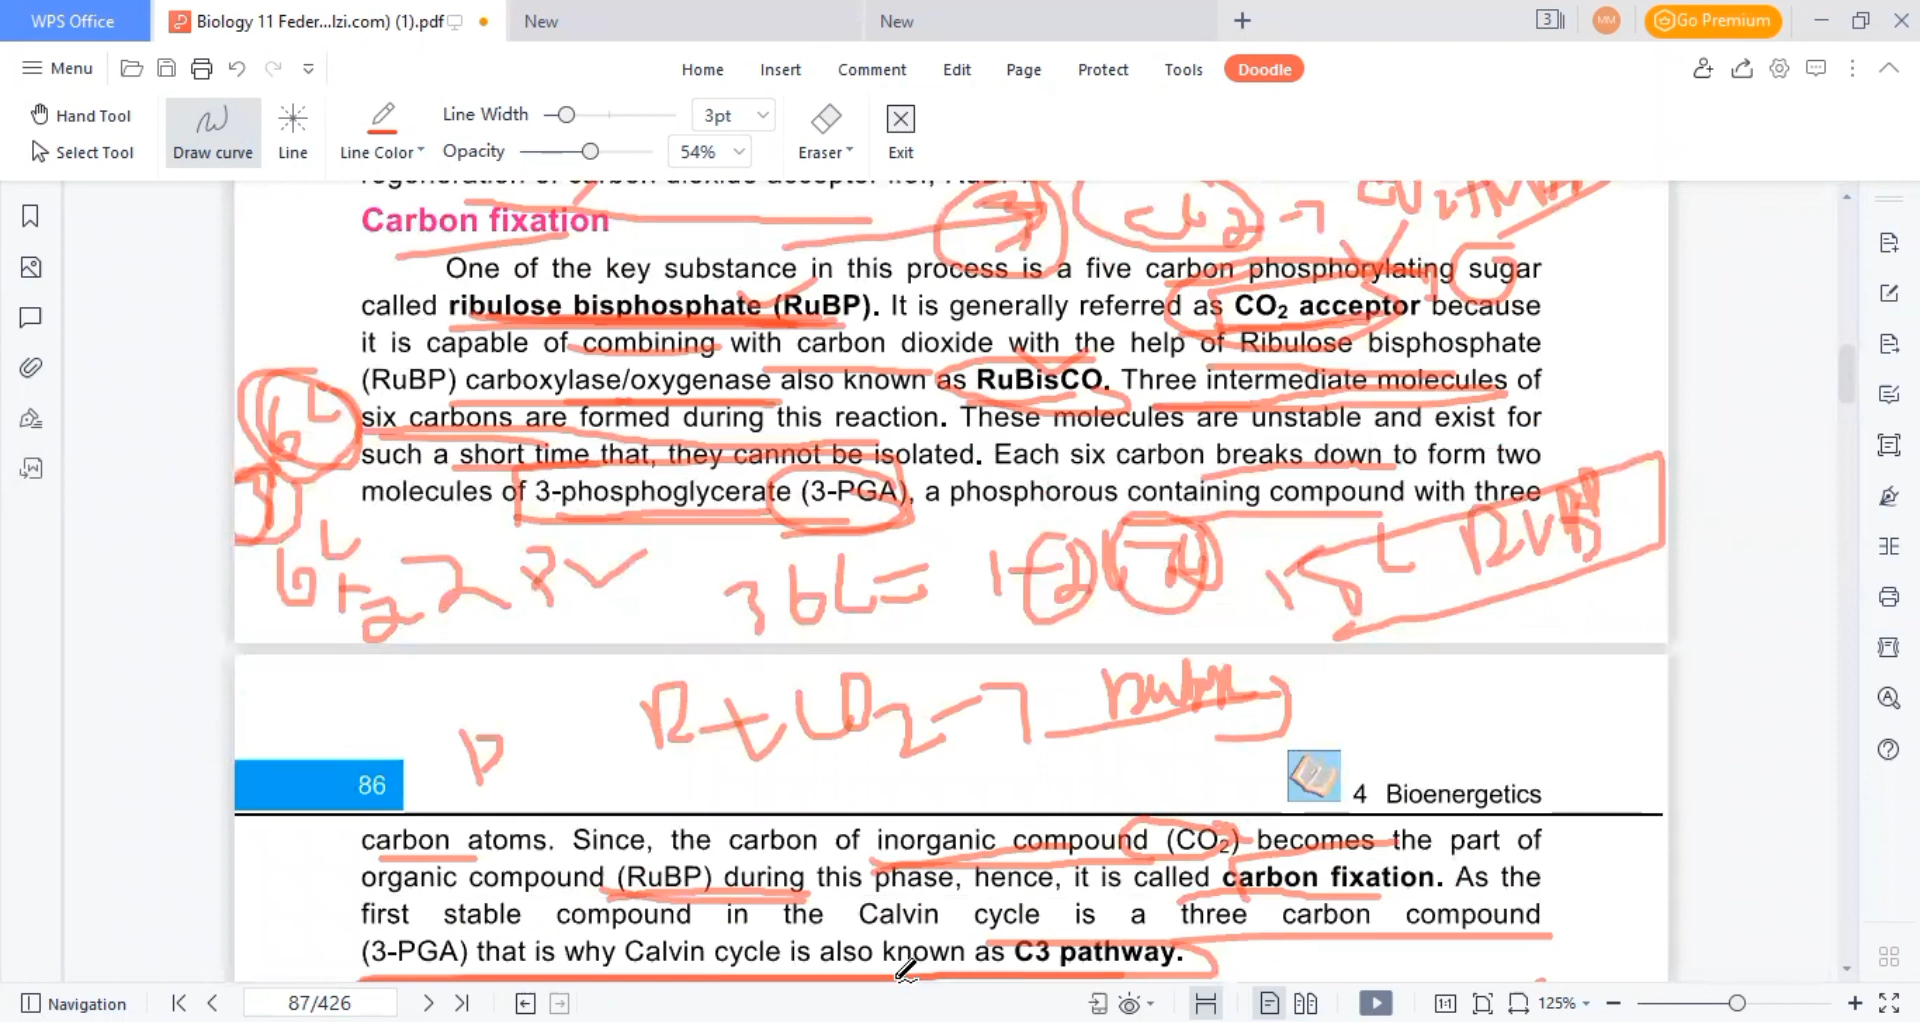 WPS Office Biology 11 Feder...lzi.com) (1).pdf New New 3 MM Go Premium
Menu Home Insert Comment Edit Page Protect Tools Doodle
Hand Tool Line Width 3pt
Select Tool Draw curve Line Line Color Opacity 54% Eraser Exit
Carbon fixation
One of the key substance in this process is a five carbon phosphorylating sugar
called ribulose bisphosphate (RuBP). It is generally referred as CO₂ acceptor because
it is capable of combining with carbon dioxide with the help of Ribulose bisphosphate
(RuBP) carboxylase/oxygenase also known as RuBisCO. Three intermediate molecules of
six carbons are formed during this reaction. These molecules are unstable and exist for
such a short time that, they cannot be isolated. Each six carbon breaks down to form two
molecules of 3-phosphoglycerate (3-PGA), a phosphorous containing compound with three
86 4 Bioenergetics
carbon atoms. Since, the carbon of inorganic compound (CO₂) becomes the part of
organic compound (RuBP) during this phase, hence, it is called carbon fixation. As the
first stable compound in the Calvin cycle is a three carbon compound
(3-PGA) that is why Calvin cycle is also known as C3 pathway.
Navigation 87/426 1:1 125%